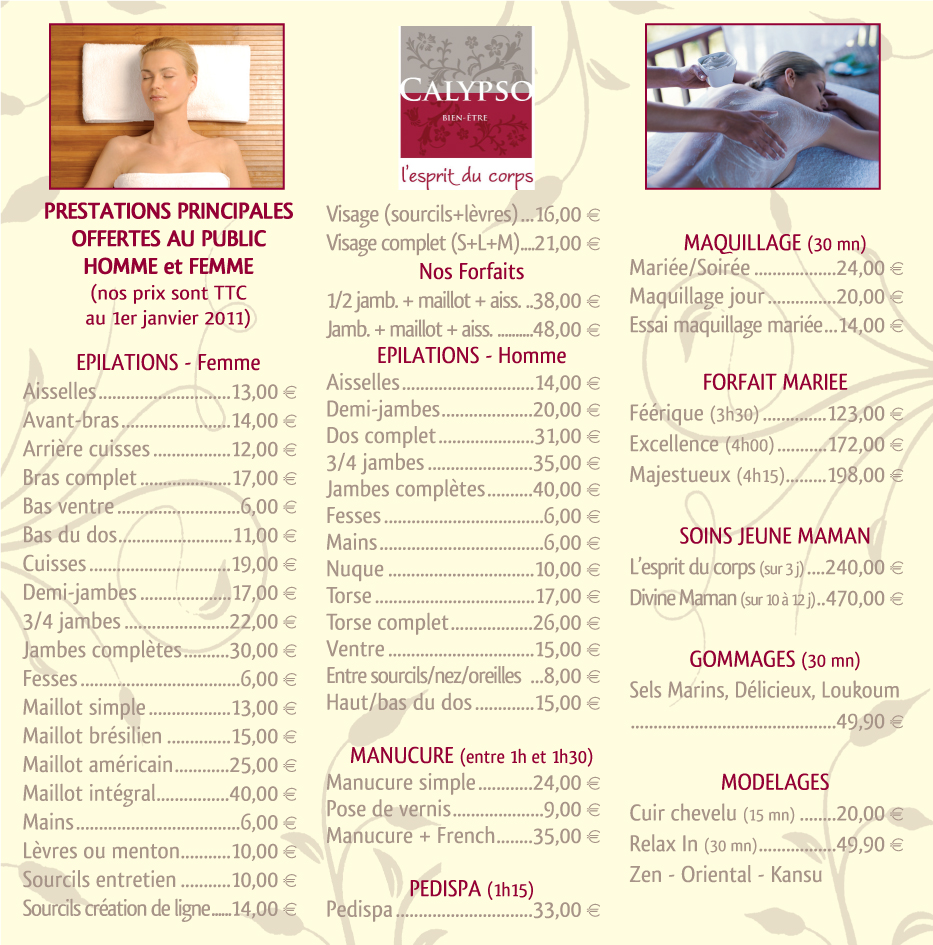 PRESTATIONS PRINCIPALES
OFFERTES AU PUBLIC
HOMME et FEMME
(nos prix sont TTC
au 1er janvier 2011)
EPILATIONS - Femme
Aisselles.............................13,00 €
Avant-bras........................14,00 €
Arrière cuisses .................12,00 €
Bras complet ....................17,00 €
Bas ventre...........................6,00 €
Bas du dos.........................11,00 €
Cuisses ...............................19,00 €
Demi-jambes ....................17,00 €
3/4 jambes .......................22,00 €
Jambes complètes..........30,00 €
Fesses ...................................6,00 €
Maillot simple ..................13,00 €
Maillot brésilien ..............15,00 €
Maillot américain............25,00 €
Maillot intégral................40,00 €
Mains....................................6,00 €
Lèvres ou menton...........10,00 €
Sourcils entretien ...........10,00 €
Sourcils création de ligne......14,00 €
CALYPSO
BIEN-ÊTRE
l'esprit du corps
Visage (sourcils+lèvres)...16,00 €
Visage complet (S+L+M)....21,00 €
Nos Forfaits
1/2 jamb. + maillot + aiss. ..38,00 €
Jamb. + maillot + aiss. ..........48,00 €
EPILATIONS - Homme
Aisselles.............................14,00 €
Demi-jambes....................20,00 €
Dos complet .....................31,00 €
3/4 jambes .......................35,00 €
Jambes complètes..........40,00 €
Fesses ...................................6,00 €
Mains....................................6,00 €
Nuque ................................10,00 €
Torse ...................................17,00 €
Torse complet..................26,00 €
Ventre ................................15,00 €
Entre sourcils/nez/oreilles ...8,00 €
Haut/bas du dos .............15,00 €
MANUCURE (entre 1h et 1h30)
Manucure simple............24,00 €
Pose de vernis....................9,00 €
Manucure + French........35,00 €
PEDISPA (1h15)
Pedispa ..............................33,00 €
MAQUILLAGE (30 mn)
Mariée/Soirée ..................24,00 €
Maquillage jour ...............20,00 €
Essai maquillage mariée...14,00 €
FORFAIT MARIEE
Féérique (3h30)..............123,00 €
Excellence (4h00)...........172,00 €
Majestueux (4h15).........198,00 €
SOINS JEUNE MAMAN
L'esprit du corps (sur 3 j)....240,00 €
Divine Maman (sur 10 à 12 j)..470,00 €
GOMMAGES (30 mn)
Sels Marins, Délicieux, Loukoum
.............................................49,90 €
MODELAGES
Cuir chevelu (15 mn) ........20,00 €
Relax In (30 mn).................49,90 €
Zen - Oriental - Kansu